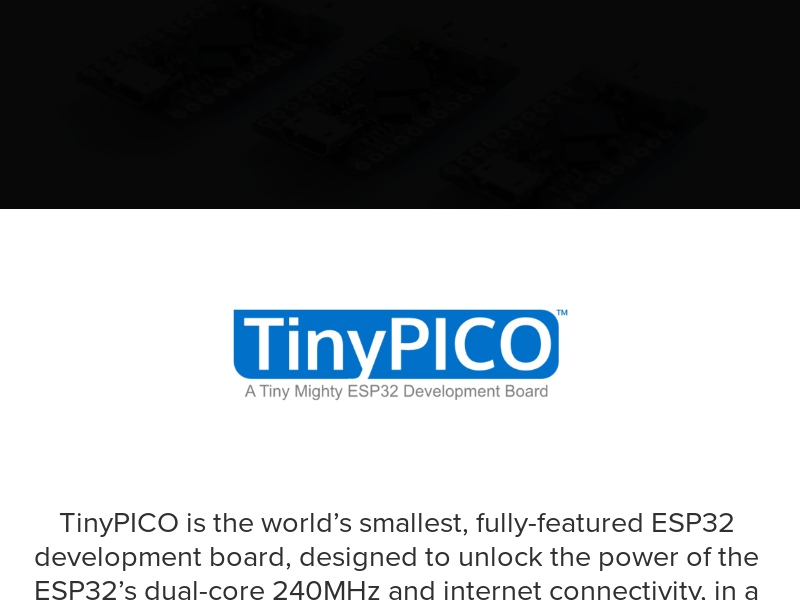 TinyPICO™
A Tiny Mighty ESP32 Development Board
TinyPICO is the world’s smallest, fully-featured ESP32
development board, designed to unlock the power of the
ESP32’s dual-core 240MHz and internet connectivity, in a